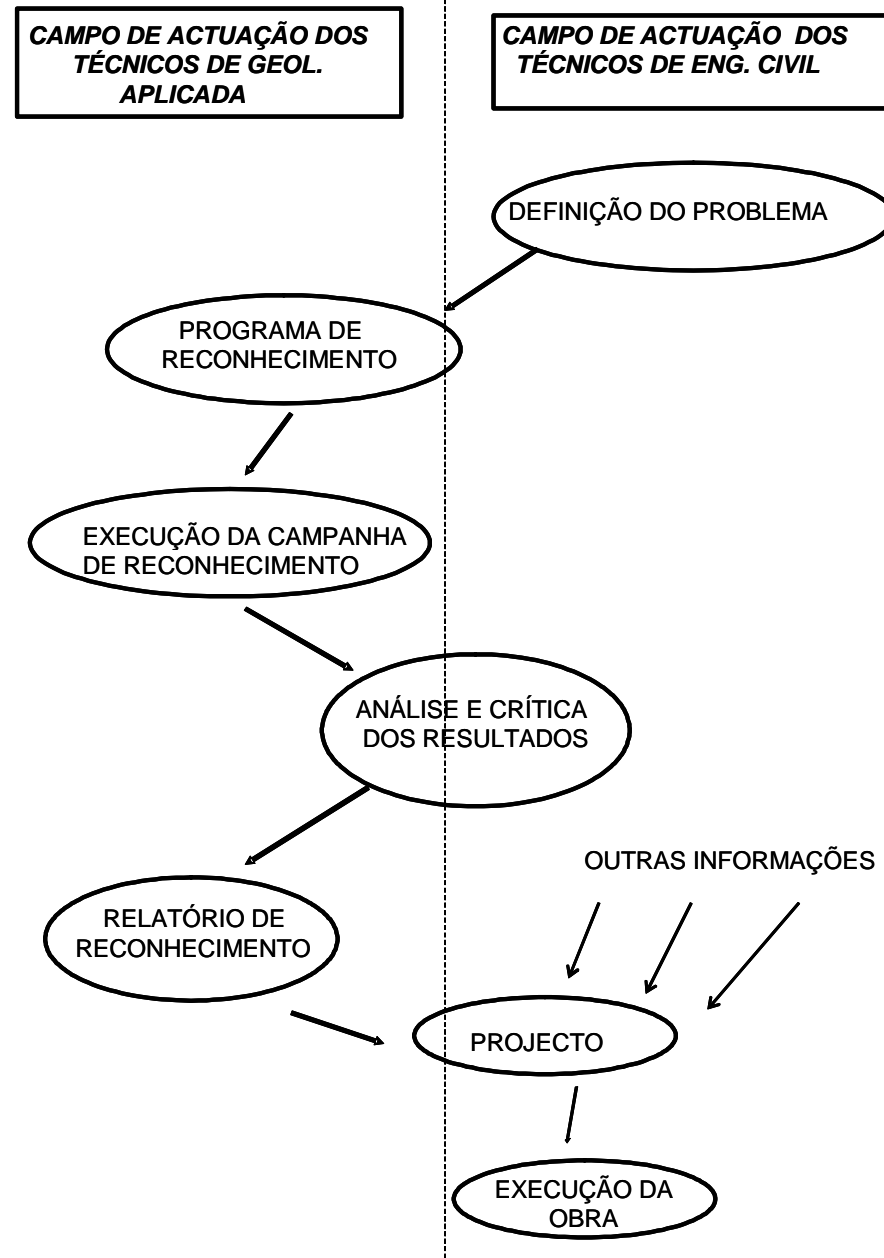 CAMPO DE ACTUAÇÃO DOS
TÉCNICOS DE GEOL.
APLICADA
CAMPO DE ACTUAÇÃO DOS
TÉCNICOS DE ENG. CIVIL
DEFINIÇÃO DO PROBLEMA
PROGRAMA DE
RECONHECIMENTO
EXECUÇÃO DA CAMPANHA
DE RECONHECIMENTO
ANÁLISE E CRÍTICA
DOS RESULTADOS
OUTRAS INFORMAÇÕES
RELATÓRIO DE
RECONHECIMENTO
PROJECTO
EXECUÇÃO DA
OBRA